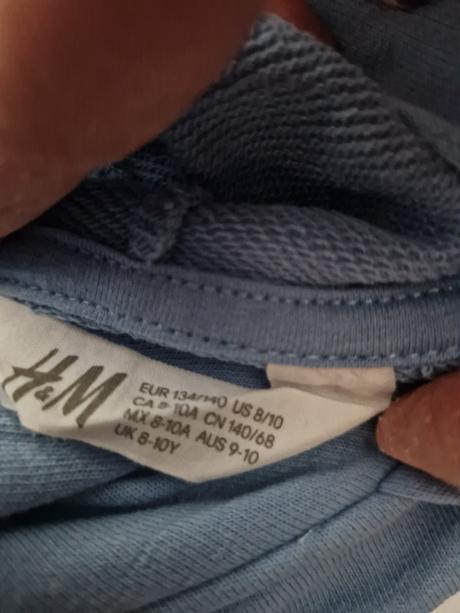 H&M
EUR 134/140 US 8/10
CA 8-10A CN 140/68
MX 8-10A AUS 9-10
UK 8-10Y